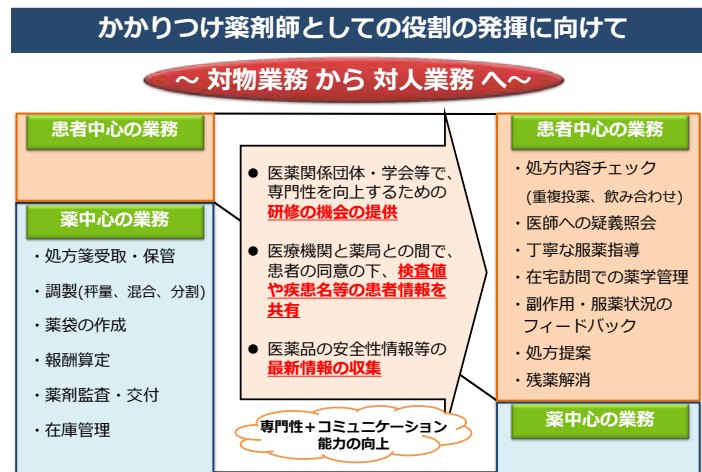 かかりつけ薬剤師としての役割の発揮に向けて
～ 対物業務 から 対人業務 へ～
患者中心の業務
薬中心の業務
・処方箋受取・保管
・調製(秤量、混合、分割)
・薬袋の作成
・報酬算定
・薬剤監査・交付
・在庫管理
● 医薬関係団体・学会等で、
専門性を向上するための
研修の機会の提供
● 医療機関と薬局との間で、
患者の同意の下、検査値
や疾患名等の患者情報を
共有
● 医薬品の安全性情報等の
最新情報の収集
専門性＋コミュニケーション
能力の向上
患者中心の業務
・処方内容チェック
(重複投薬、飲み合わせ)
・医師への疑義照会
・丁寧な服薬指導
・在宅訪問での薬学管理
・副作用・服薬状況の
フィードバック
・処方提案
・残薬解消
薬中心の業務